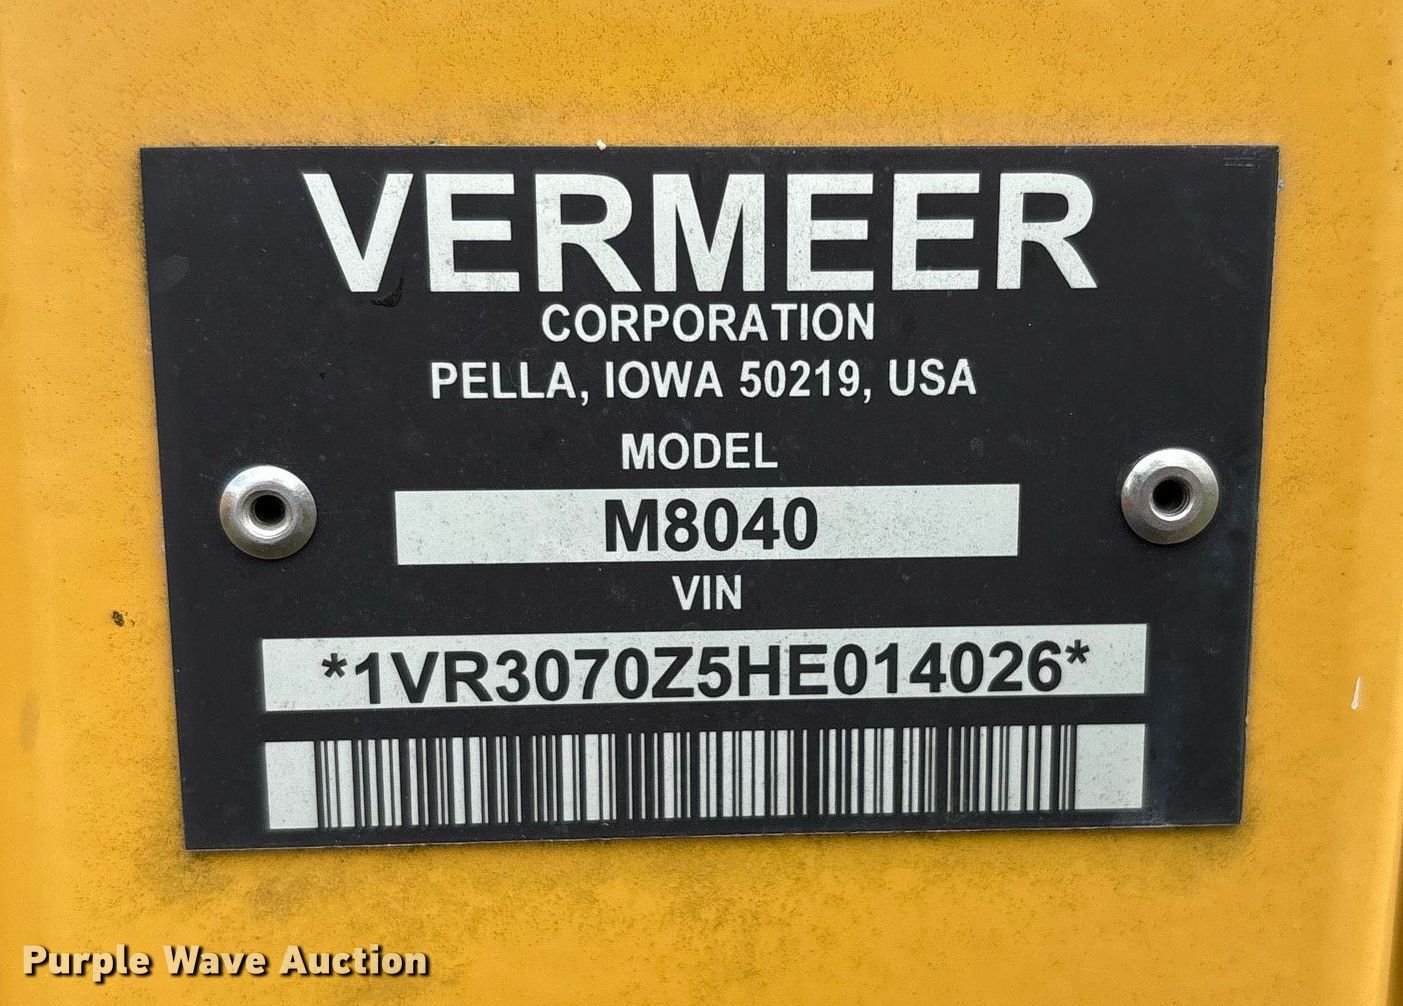 VERMEER
CORPORATION
PELLA, IOWA 50219, USA
MODEL
M8040
VIN
*1VR3070Z5HE014026*
Purple Wave Auction